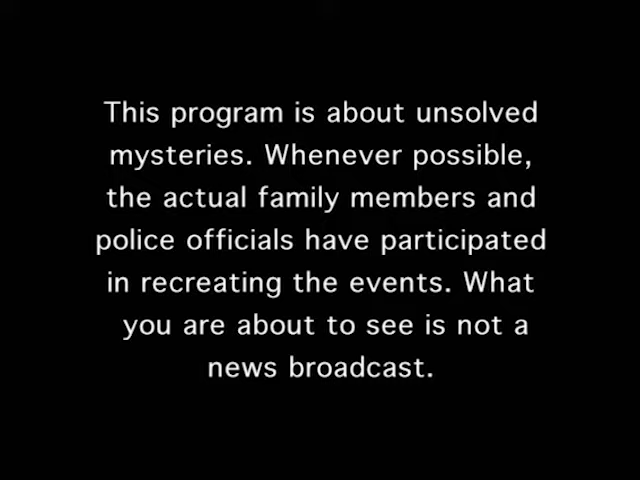 This program is about unsolved
mysteries. Whenever possible,
the actual family members and
police officials have participated
in recreating the events. What
you are about to see is not a
news broadcast.